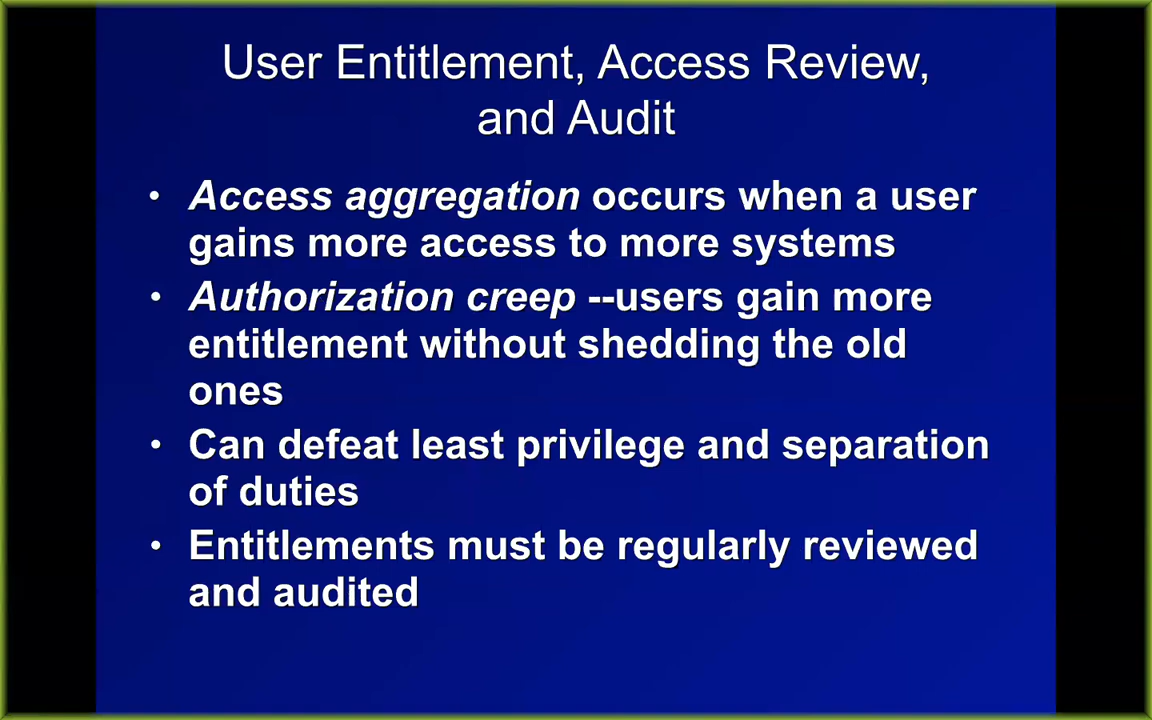 User Entitlement, Access Review,
and Audit
• Access aggregation occurs when a user
gains more access to more systems
• Authorization creep --users gain more
entitlement without shedding the old
ones
• Can defeat least privilege and separation
of duties
• Entitlements must be regularly reviewed
and audited